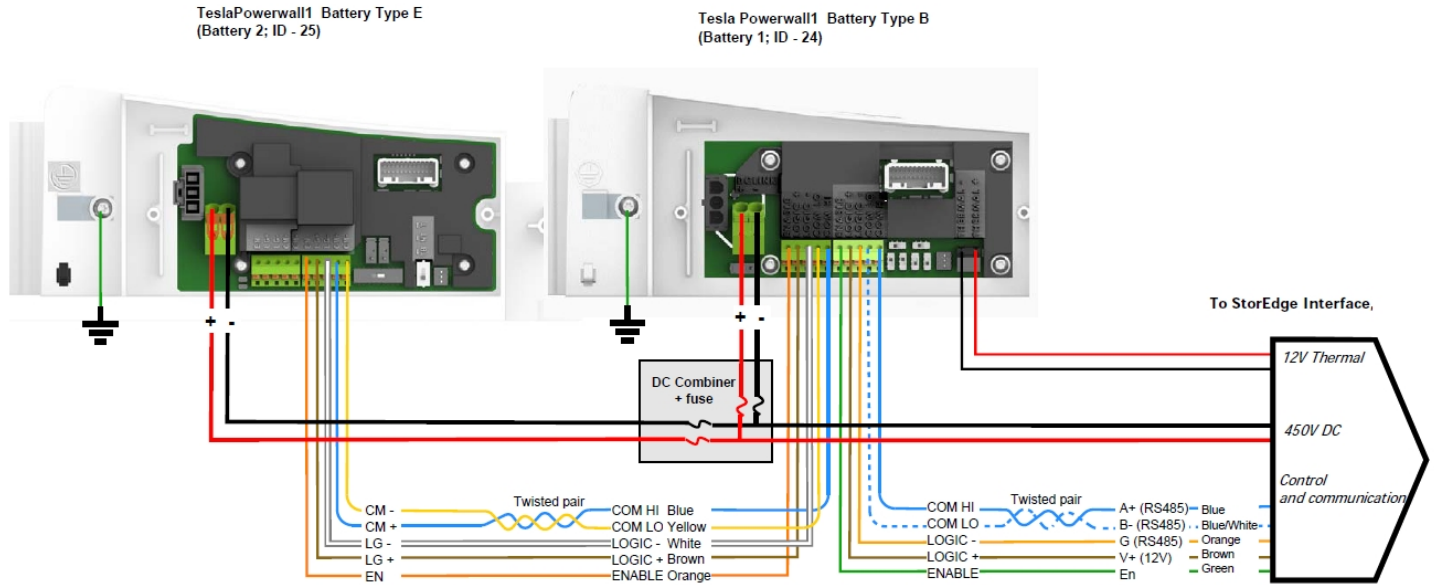 TeslaPowerwall1 Battery Type E
(Battery 2; ID - 25)
Tesla Powerwall1 Battery Type B
(Battery 1; ID - 24)
To StorEdge Interface,
+ -
+ -
12V Thermal
DC Combiner
+ fuse
450V DC
Control
and communication
CM -
CM +
LG -
LG +
EN
Twisted pair
COM HI Blue
COM LO Yellow
LOGIC - White
LOGIC + Brown
ENABLE Orange
COM HI
COM LO
LOGIC -
LOGIC +
ENABLE
Twisted pair
A+ (RS485) Blue
B- (RS485) Blue/White
G (RS485) Orange
V+ (12V) Brown
En Green